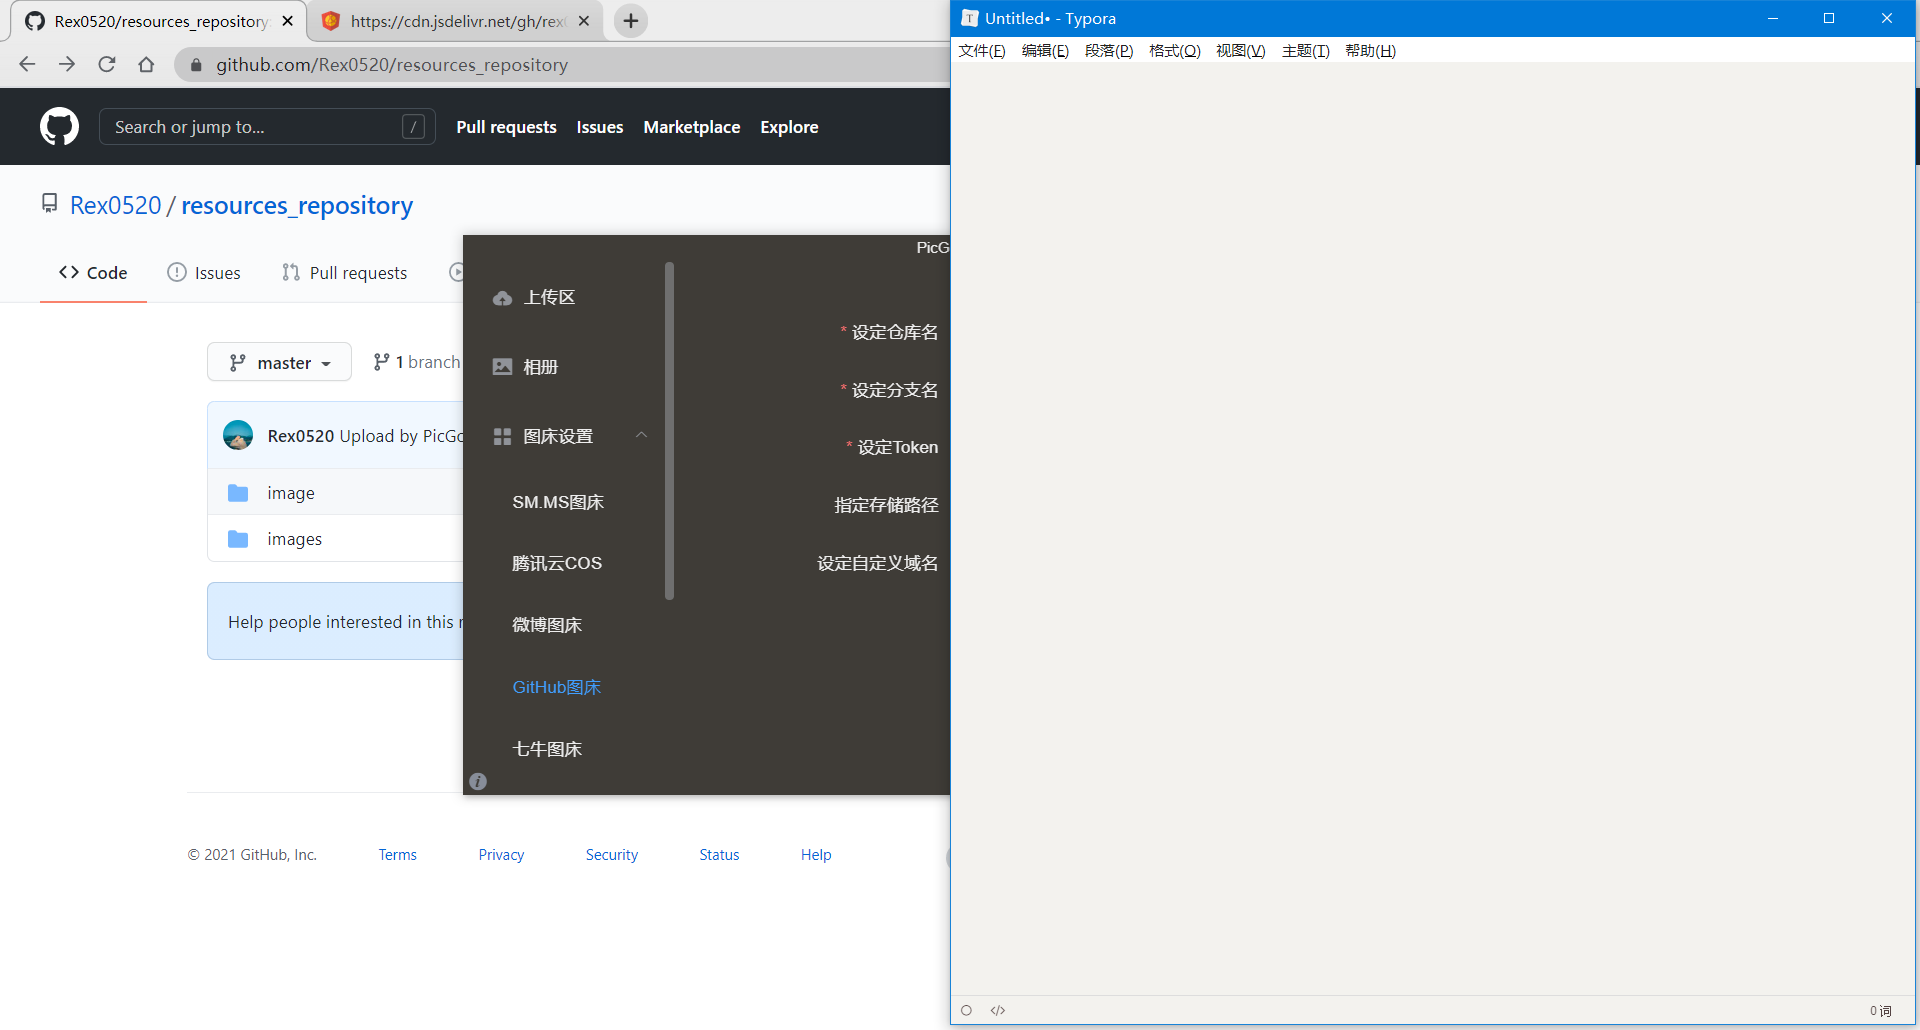 Rex0520/resources_repository:
https://cdn.jsdelivr.net/gh/rex0
github.com/Rex0520/resources_repository
Search or jump to...
/
Pull requests
Issues
Marketplace
Explore
Rex0520 / resources_repository
Code
Issues
Pull requests
master
1 branch
Rex0520 Upload by PicGo
image
images
Help people interested in this r
© 2021 GitHub, Inc.
Terms
Privacy
Security
Status
Help
PicG
上传区
相册
图床设置
SM.MS图床
腾讯云COS
微博图床
GitHub图床
七牛图床
* 设定仓库名
* 设定分支名
* 设定Token
指定存储路径
设定自定义域名
Untitled• - Typora
文件(F) 编辑(E) 段落(P) 格式(O) 视图(V) 主题(T) 帮助(H)
</>
0 词